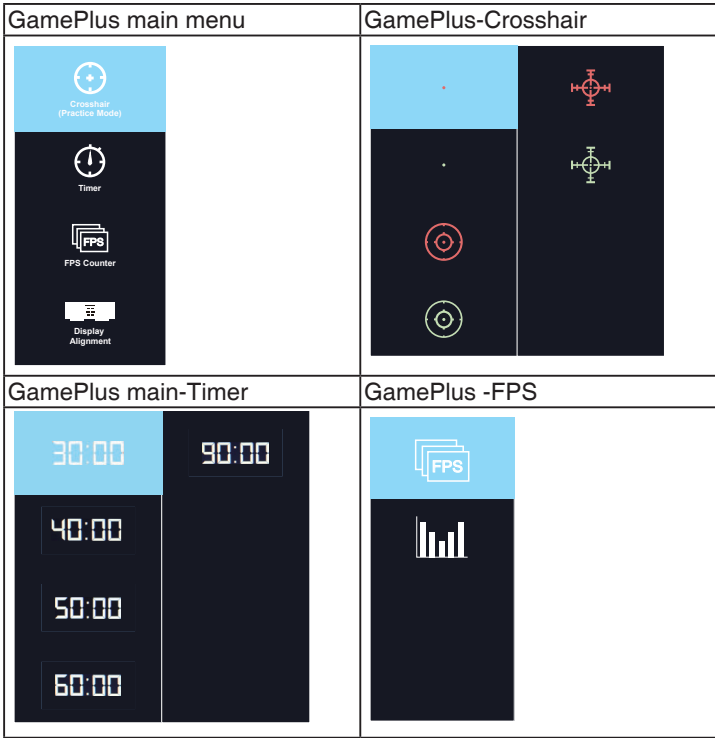 GamePlus main menu
GamePlus-Crosshair
Crosshair
(Practice Mode)
Timer
FPS
FPS Counter
Display
Alignment
GamePlus main-Timer
GamePlus -FPS
30:00
90:00
40:00
50:00
60:00
FPS